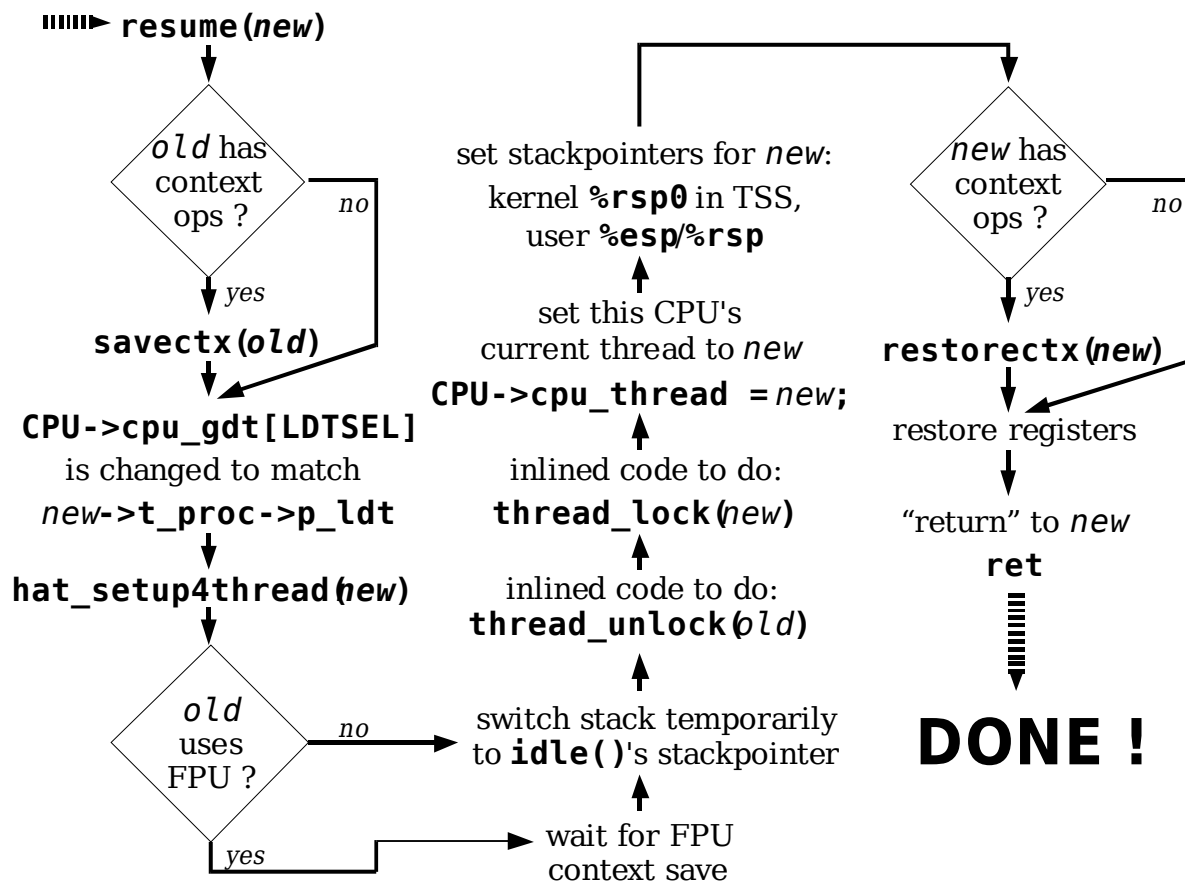 resume(new)
old has
context
ops ?
no
yes
savectx(old)
CPU->cpu_gdt[LDTSEL]
is changed to match
new->t_proc->p_ldt
hat_setup4thread(new)
old
uses
FPU ?
no
yes
wait for FPU
context save
switch stack temporarily
to idle()'s stackpointer
inlined code to do:
thread_unlock(old)
inlined code to do:
thread_lock(new)
set this CPU's
current thread to new
CPU->cpu_thread = new;
set stackpointers for new:
kernel %rsp0 in TSS,
user %esp/%rsp
new has
context
ops ?
no
yes
restorectx(new)
restore registers
“return” to new
ret
DONE !